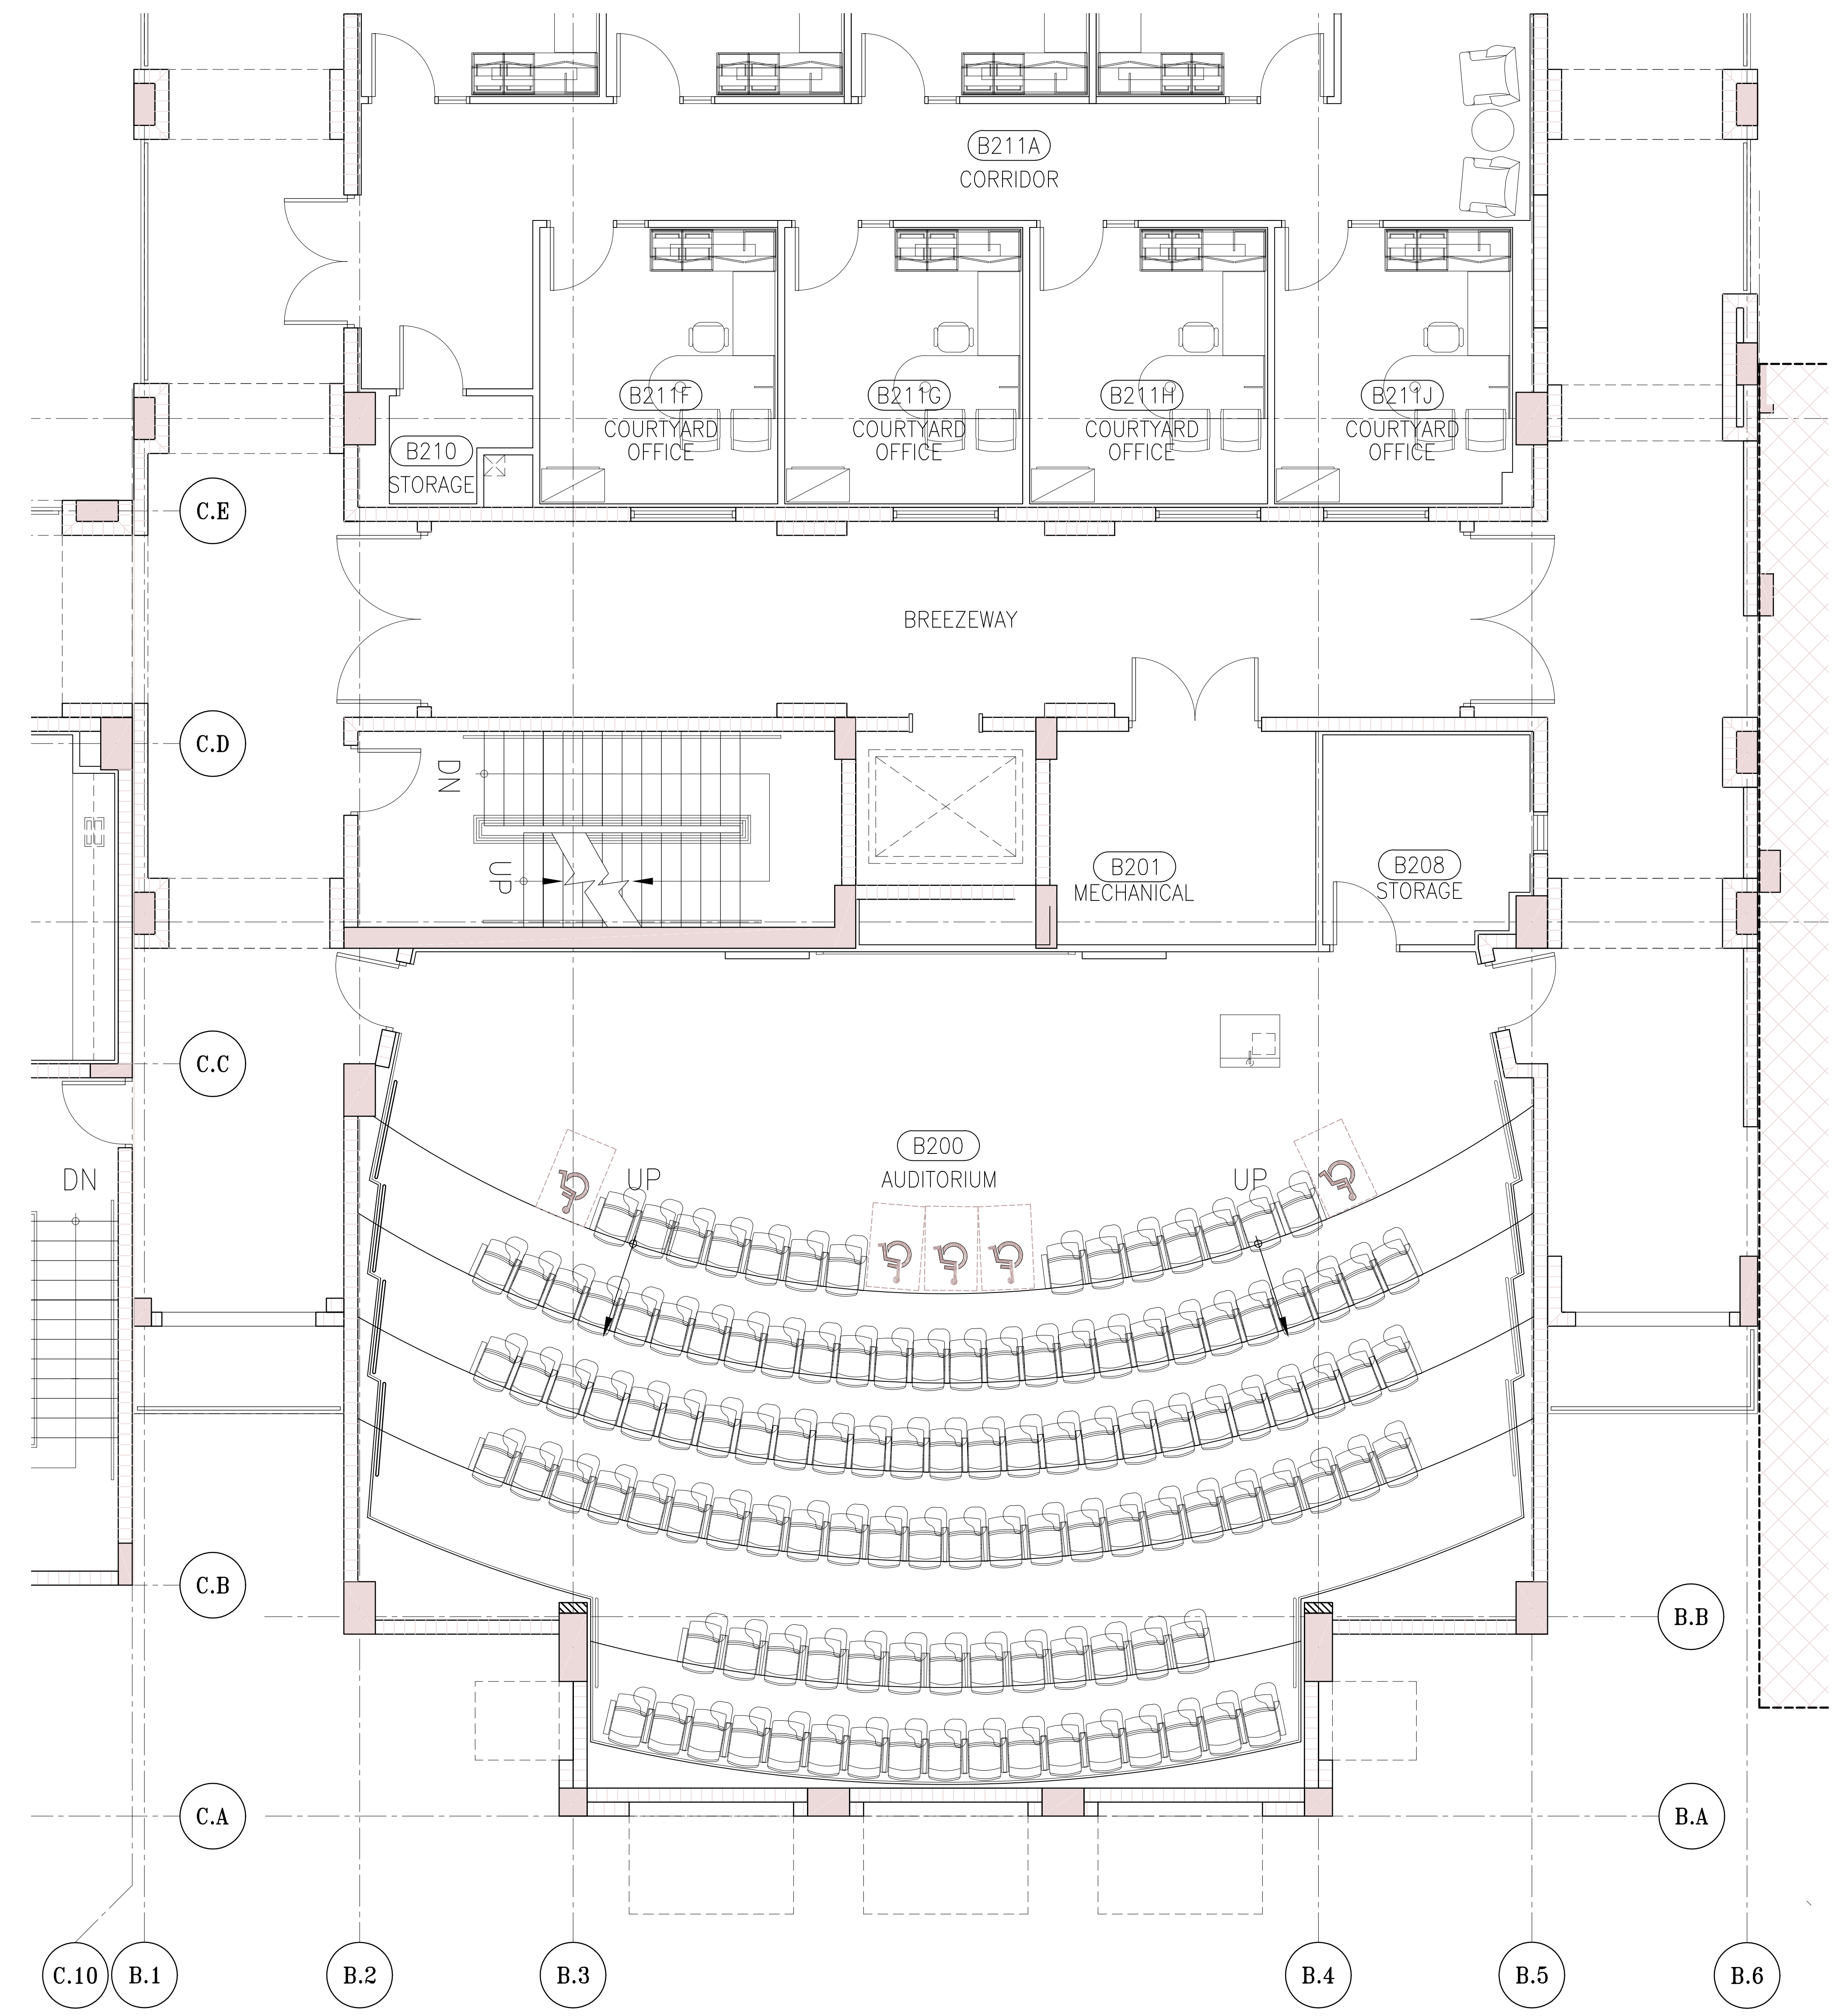 B211A
CORRIDOR
B211F
COURTYARD
OFFICE
B211G
COURTYARD
OFFICE
B211H
COURTYARD
OFFICE
B211J
COURTYARD
OFFICE
B210
STORAGE
C.E
BREEZEWAY
C.D
DN
UP
B201
MECHANICAL
B208
STORAGE
C.C
DN
UP
B200
AUDITORIUM
UP
C.B
B.B
C.A
B.A
C.10
B.1
B.2
B.3
B.4
B.5
B.6